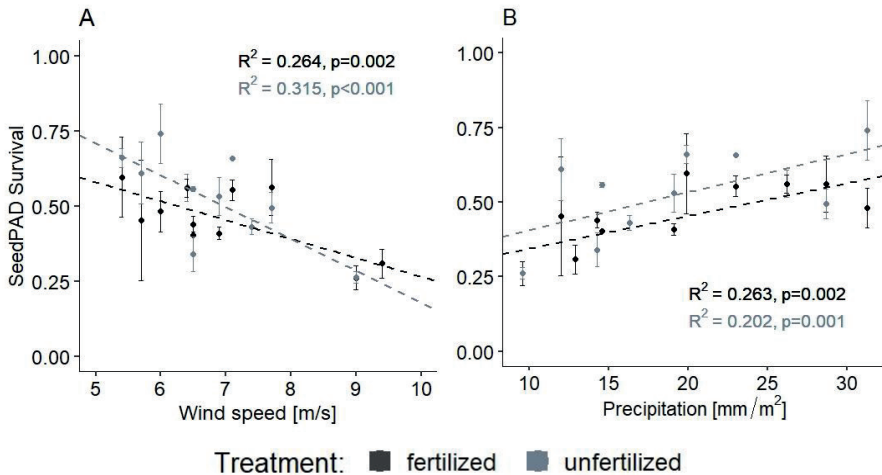 A
B
1.00
0.75
0.50
0.25
0.00
SeedPAD Survival
R² = 0.264, p=0.002
R² = 0.315, p<0.001
5 6 7 8 9 10
Wind speed [m/s]
1.00
0.75
0.50
0.25
0.00
R² = 0.263, p=0.002
R² = 0.202, p=0.001
10 15 20 25 30
Precipitation [mm/m²]
Treatment: fertilized unfertilized